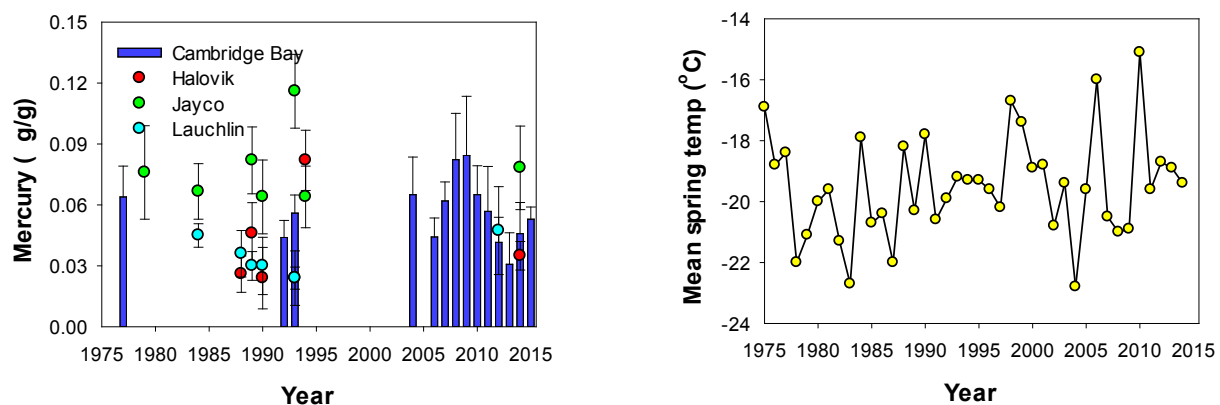 0.15
0.12
0.09
0.06
0.03
0.00
Mercury ( g/g)
Cambridge Bay
Halovik
Jayco
Lauchlin
1975 1980 1985 1990 1995 2000 2005 2010 2015
Year
-14
-16
-18
-20
-22
-24
Mean spring temp (°C)
1975 1980 1985 1990 1995 2000 2005 2010 2015
Year